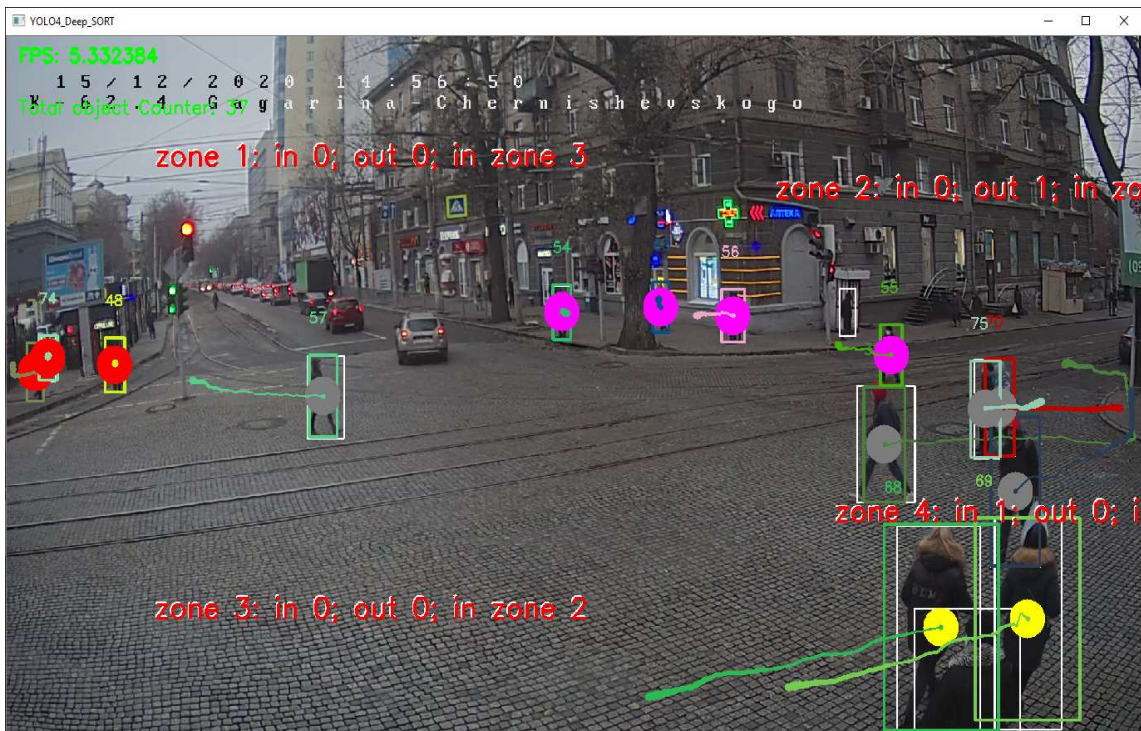 YOLO4_Deep_SORT
FPS: 5.332384
15/12/2020 14:56:50
Total object Counter: 37
Gagarina-Chernishevskogo
zone 1: in 0; out 0; in zone 3
zone 2: in 0; out 1; in zo
АПТЕКА
54
56
74
48
57
75
69
zone 4: in 1; out 0; i
zone 3: in 0; out 0; in zone 2